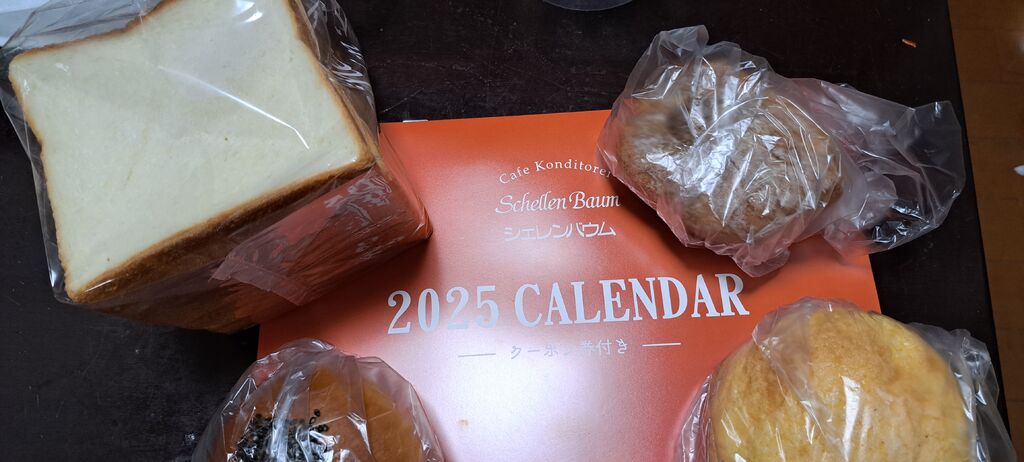 Cafe Konditorei
Schellen Baum
シェレンバウム
2025 CALENDAR
クーポン券付き